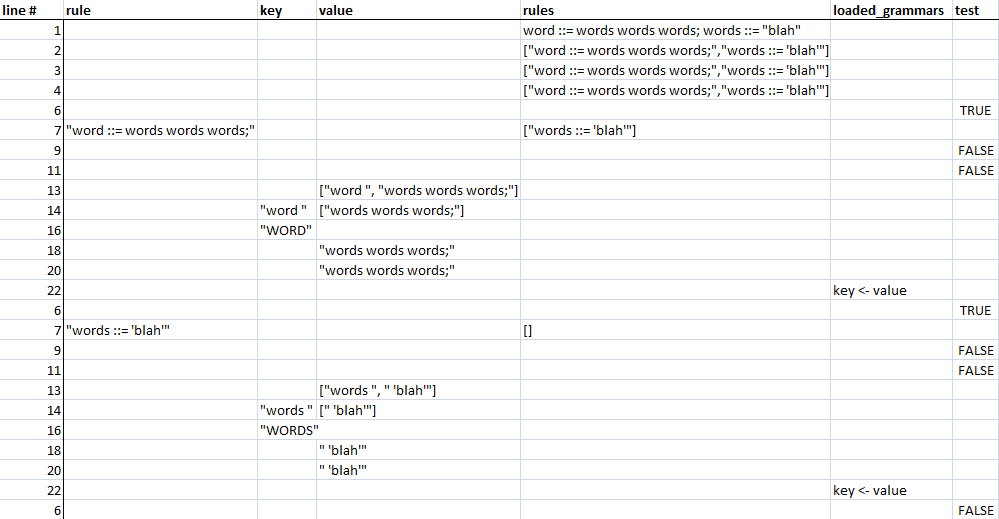 line # rule key value rules loaded_grammars test
1 word ::= words words words; words ::= "blah"
2 ["word ::= words words words;","words ::= 'blah'"]
3 ["word ::= words words words;","words ::= 'blah'"]
4 ["word ::= words words words;","words ::= 'blah'"]
6 TRUE
7 "word ::= words words words;" ["words ::= 'blah'"]
9 FALSE
11 FALSE
13 ["word ", "words words words;"]
14 "word " ["words words words;"]
16 "WORD"
18 "words words words;"
20 "words words words;"
22 key <- value
6 TRUE
7 "words ::= 'blah'" []
9 FALSE
11 FALSE
13 ["words ", " 'blah'"]
14 "words " [" 'blah'"]
16 "WORDS"
18 " 'blah'"
20 " 'blah'"
22 key <- value
6 FALSE